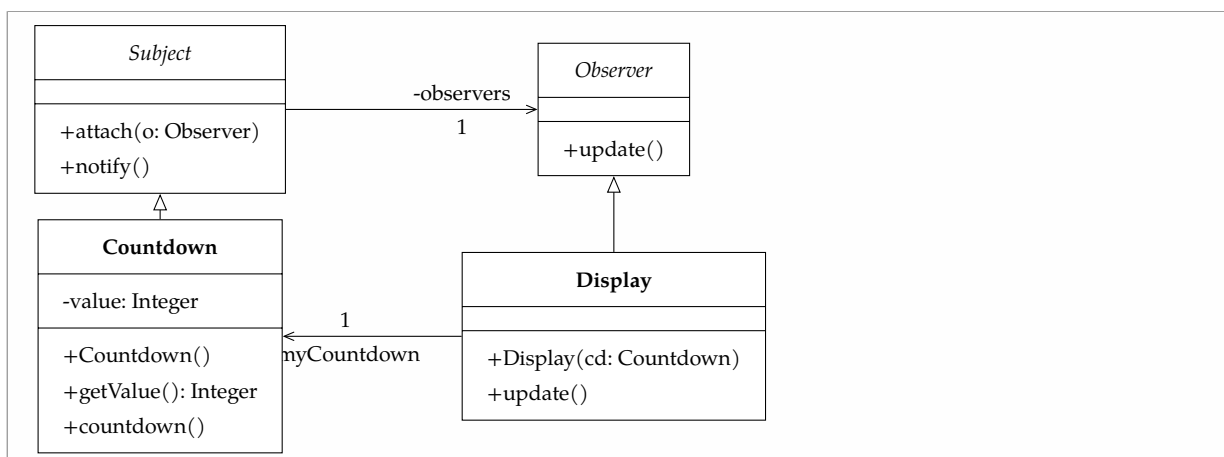 Subject
+attach(o: Observer)
+notify()
-observers
1
Observer
+update()
Countdown
-value: Integer
+Countdown()
+getValue(): Integer
+countdown()
1
myCountdown
Display
+Display(cd: Countdown)
+update()